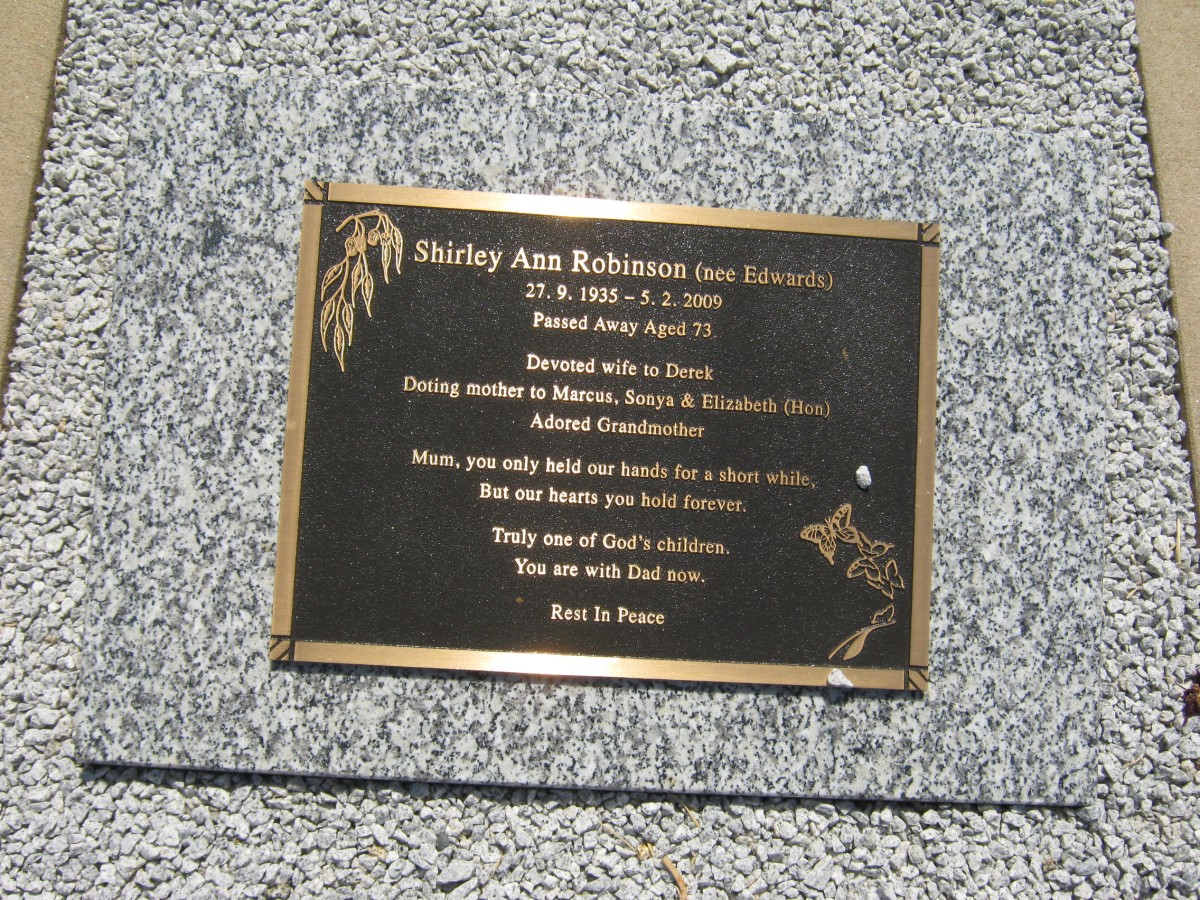 Shirley Ann Robinson (nee Edwards)
27. 9. 1935 – 5. 2. 2009
Passed Away Aged 73
Devoted wife to Derek
Doting mother to Marcus, Sonya & Elizabeth (Hon)
Adored Grandmother
Mum, you only held our hands for a short while,
But our hearts you hold forever.
Truly one of God's children.
You are with Dad now.
Rest In Peace